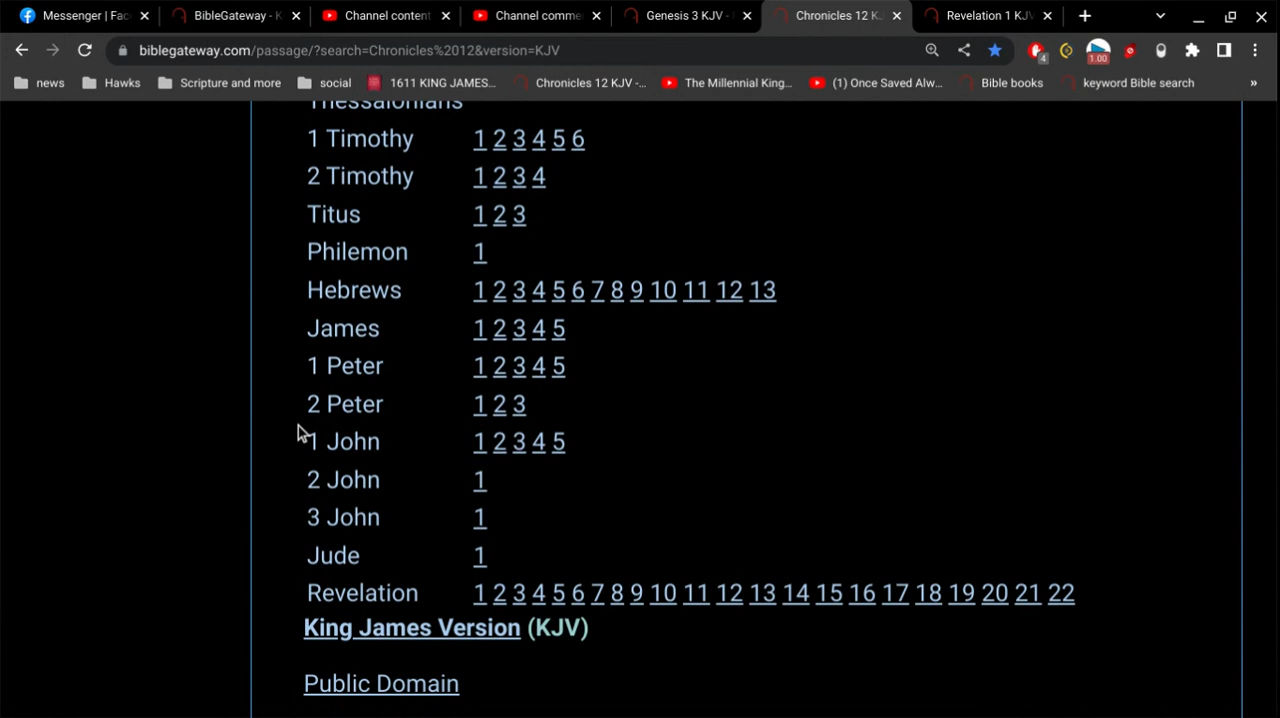 Messenger | Fac
BibleGateway - K
Channel content
Channel comme
Genesis 3 KJV -
Chronicles 12 K
Revelation 1 KJV
biblegateway.com/passage/?search=Chronicles%2012&version=KJV
4
1.00
news
Hawks
Scripture and more
social
1611 KING JAMES...
Chronicles 12 KJV -...
The Millennial King...
(1) Once Saved Alw...
Bible books
keyword Bible search
»
Thessalonians
1 Timothy 1 2 3 4 5 6
2 Timothy 1 2 3 4
Titus 1 2 3
Philemon 1
Hebrews 1 2 3 4 5 6 7 8 9 10 11 12 13
James 1 2 3 4 5
1 Peter 1 2 3 4 5
2 Peter 1 2 3
1 John 1 2 3 4 5
2 John 1
3 John 1
Jude 1
Revelation 1 2 3 4 5 6 7 8 9 10 11 12 13 14 15 16 17 18 19 20 21 22
King James Version (KJV)
Public Domain